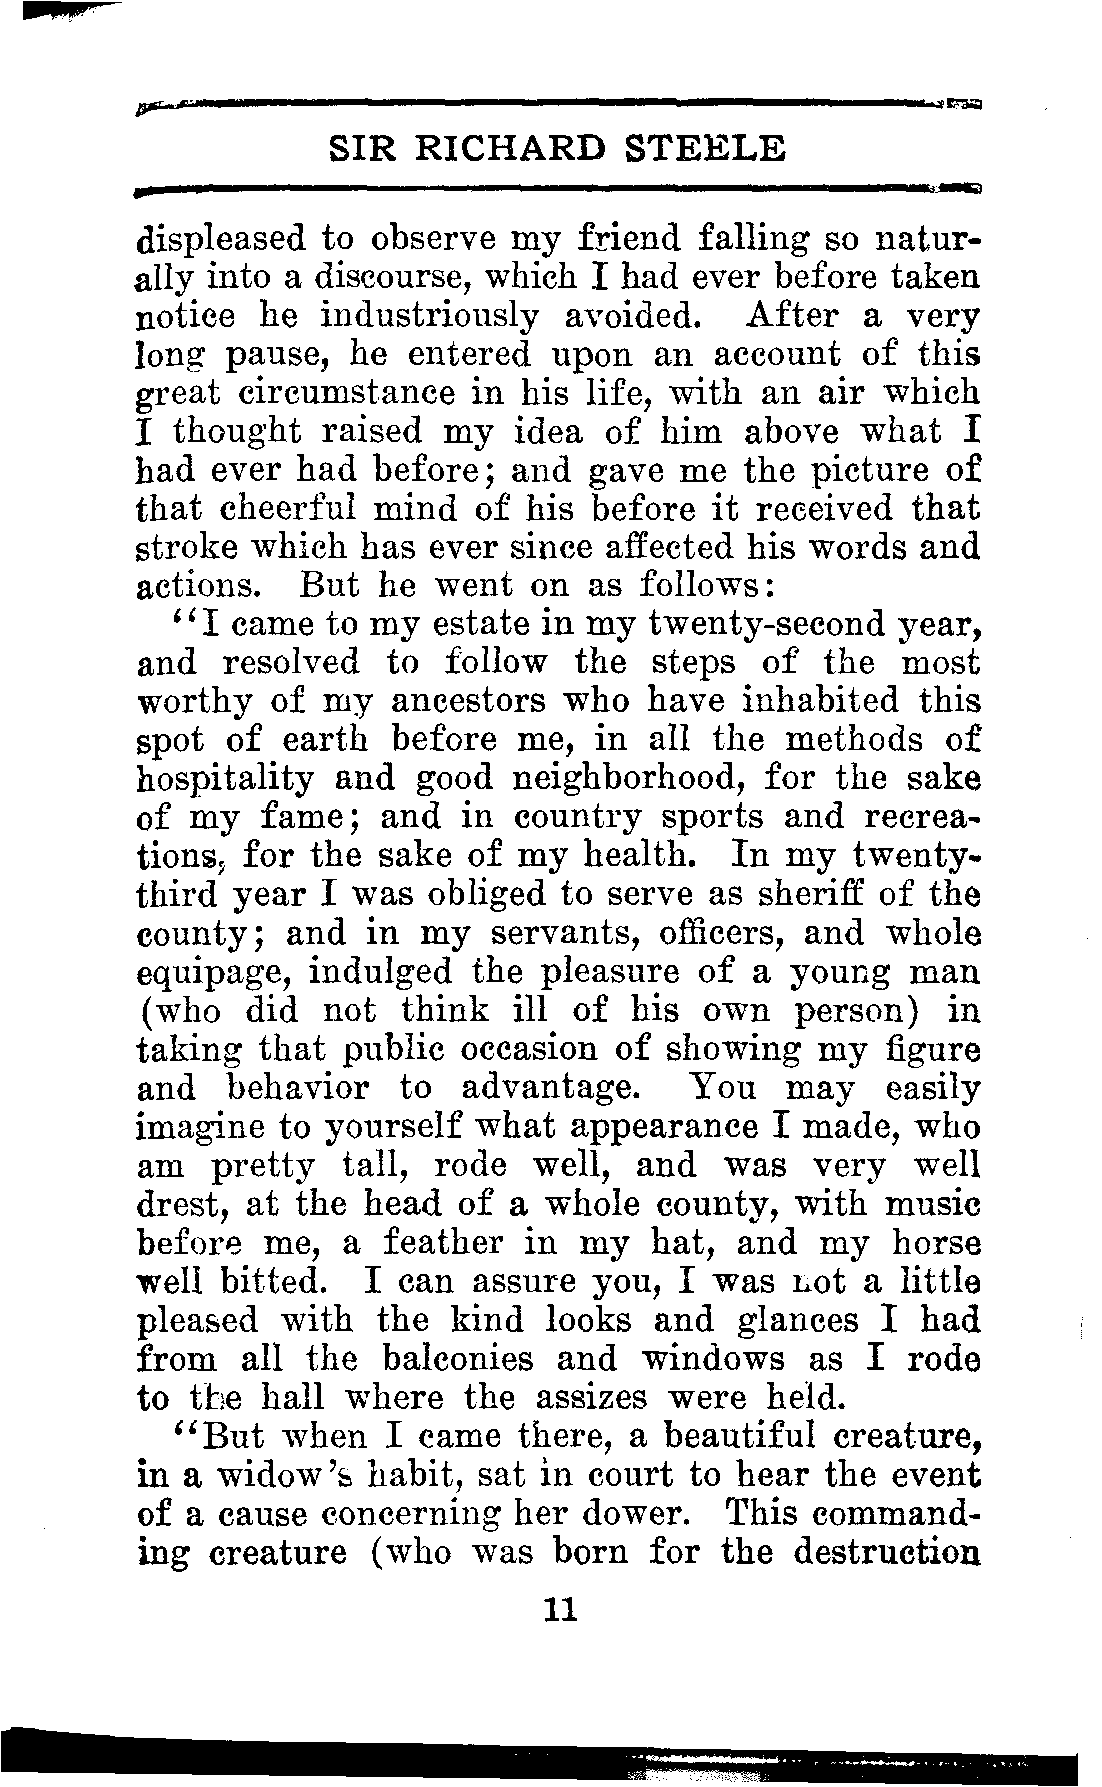 SIR RICHARD STEELE
displeased to observe my friend falling so natur-
ally into a discourse, which I had ever before taken
notice he industriously avoided. After a very
long pause, he entered upon an account of this
great circumstance in his life, with an air which
I thought raised my idea of him above what I
had ever had before; and gave me the picture of
that cheerful mind of his before it received that
stroke which has ever since affected his words and
actions. But he went on as follows:
"I came to my estate in my twenty-second year,
and resolved to follow the steps of the most
worthy of my ancestors who have inhabited this
spot of earth before me, in all the methods of
hospitality and good neighborhood, for the sake
of my fame; and in country sports and recrea-
tions, for the sake of my health. In my twenty-
third year I was obliged to serve as sheriff of the
county; and in my servants, officers, and whole
equipage, indulged the pleasure of a young man
(who did not think ill of his own person) in
taking that public occasion of showing my figure
and behavior to advantage. You may easily
imagine to yourself what appearance I made, who
am pretty tall, rode well, and was very well
drest, at the head of a whole county, with music
before me, a feather in my hat, and my horse
well bitted. I can assure you, I was not a little
pleased with the kind looks and glances I had
from all the balconies and windows as I rode
to the hall where the assizes were held.
"But when I came there, a beautiful creature,
in a widow's habit, sat in court to hear the event
of a cause concerning her dower. This command-
ing creature (who was born for the destruction
11